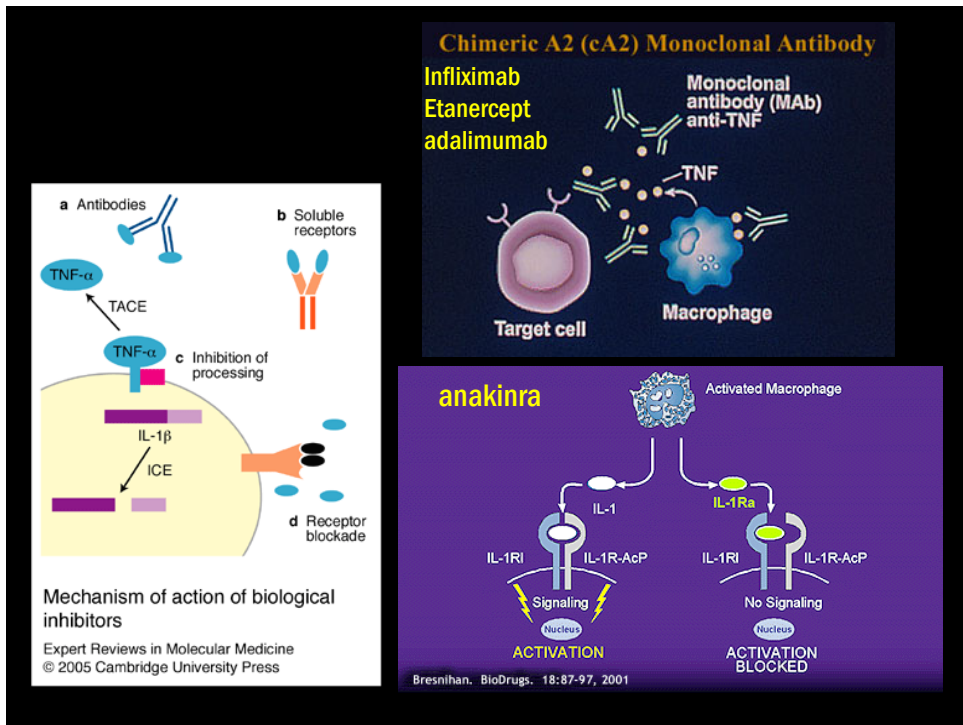 Chimeric A2 (cA2) Monoclonal Antibody
Infliximab
Etanercept
adalimumab
Monoclonal
antibody (MAb)
anti-TNF
TNF
Target cell
Macrophage
a Antibodies
b Soluble
receptors
TNF-α
TACE
TNF-α
c Inhibition of
processing
IL-1β
ICE
d Receptor
blockade
Mechanism of action of biological
inhibitors
Expert Reviews in Molecular Medicine
© 2005 Cambridge University Press
anakinra
Activated Macrophage
IL-1
IL-1Ra
IL-1RI
IL-1R-AcP
IL-1RI
IL-1R-AcP
Signaling
No Signaling
Nucleus
Nucleus
ACTIVATION
ACTIVATION
BLOCKED
Bresnihan. BioDrugs. 18:87-97, 2001